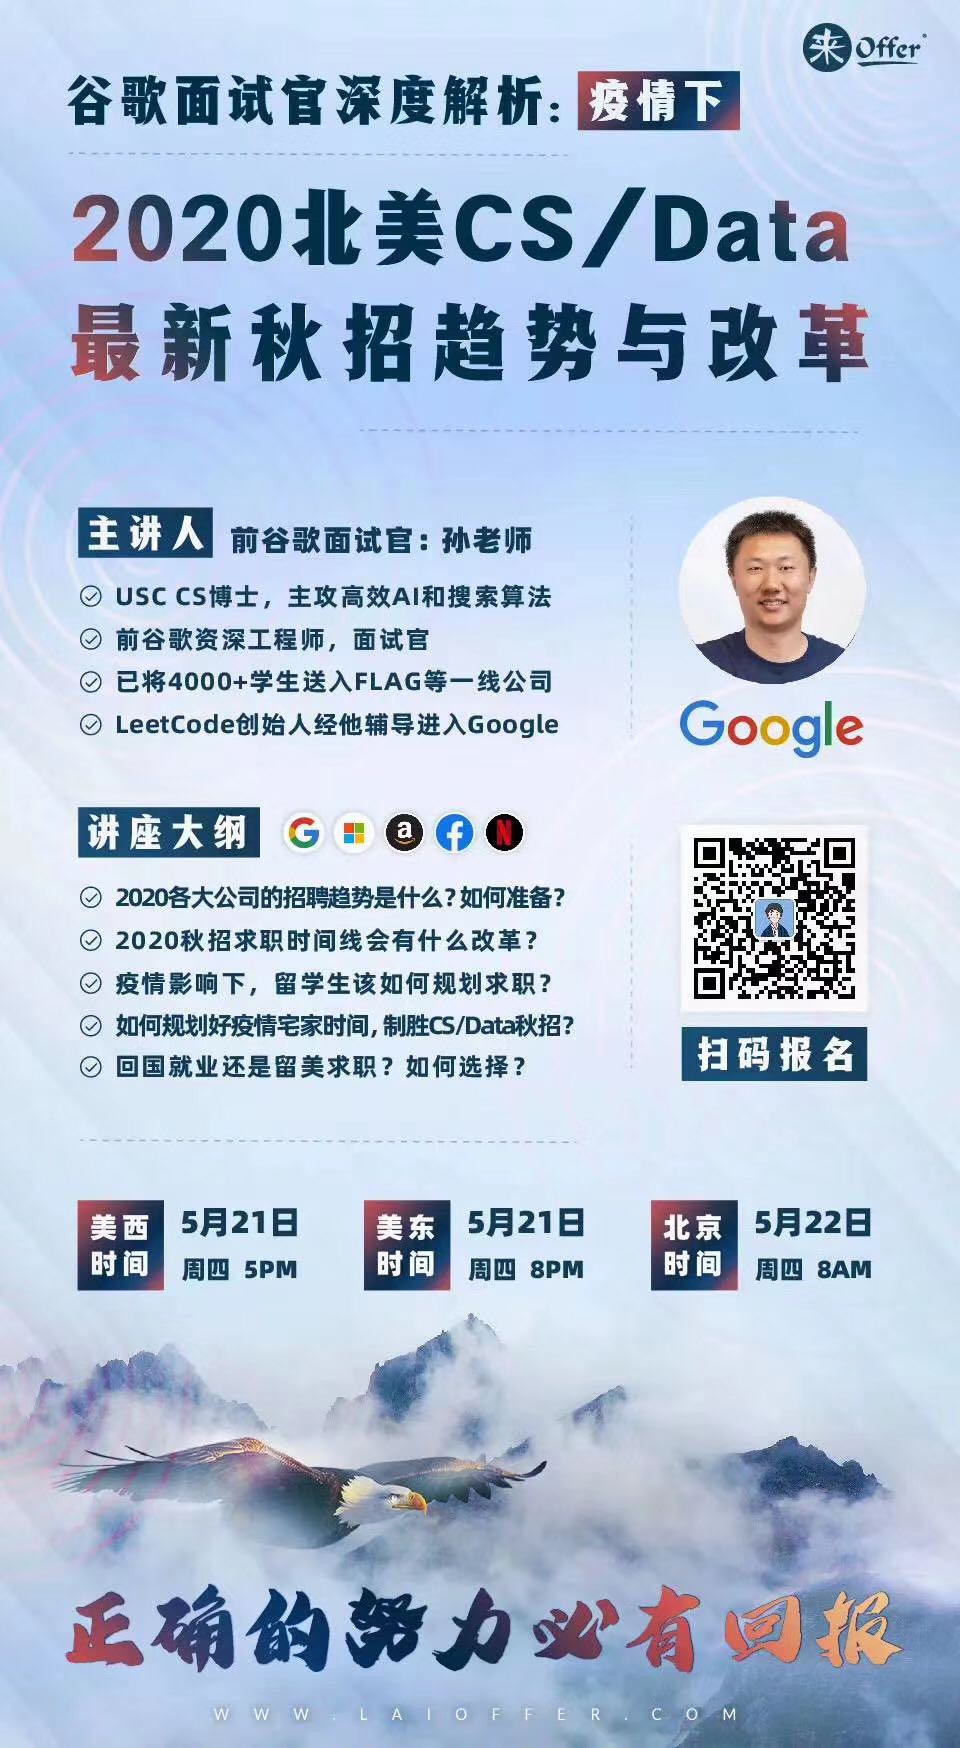 来Offer
谷歌面试官深度解析：疫情下
2020北美CS/Data
最新秋招趋势与改革
主讲人 前谷歌面试官：孙老师
USC CS博士，主攻高效AI和搜索算法
前谷歌资深工程师，面试官
已将4000+学生送入FLAG等一线公司
LeetCode创始人经他辅导进入Google
Google
讲座大纲
2020各大公司的招聘趋势是什么？如何准备？
2020秋招求职时间线会有什么改革？
疫情影响下，留学生该如何规划求职？
如何规划好疫情宅家时间，制胜CS/Data秋招？
回国就业还是留美求职？如何选择？
扫码报名
美西时间 5月21日 周四 5PM
美东时间 5月21日 周四 8PM
北京时间 5月22日 周四 8AM
正确的努力必有回报
WWW.LAIOFFER.COM